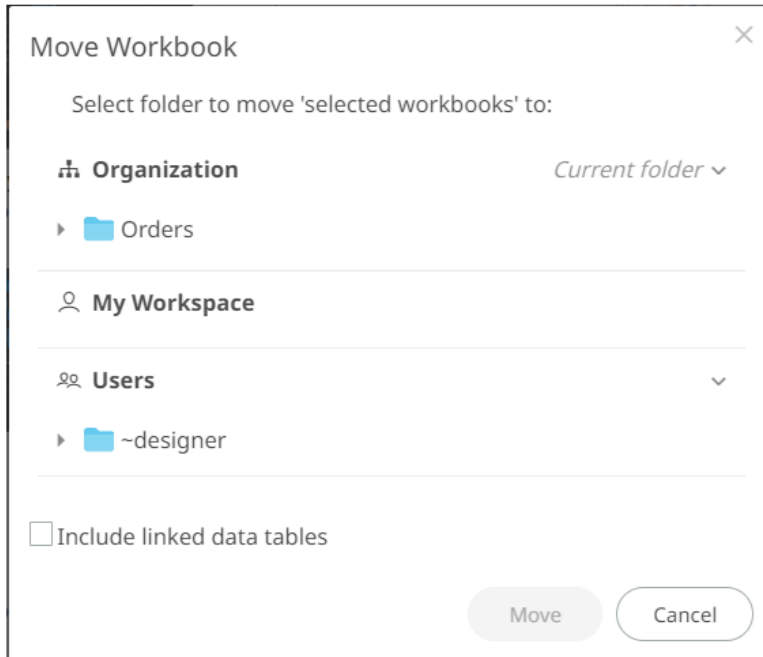 Move Workbook
Select folder to move 'selected workbooks' to:
Organization Current folder
Orders
My Workspace
Users
~designer
Include linked data tables
Move Cancel